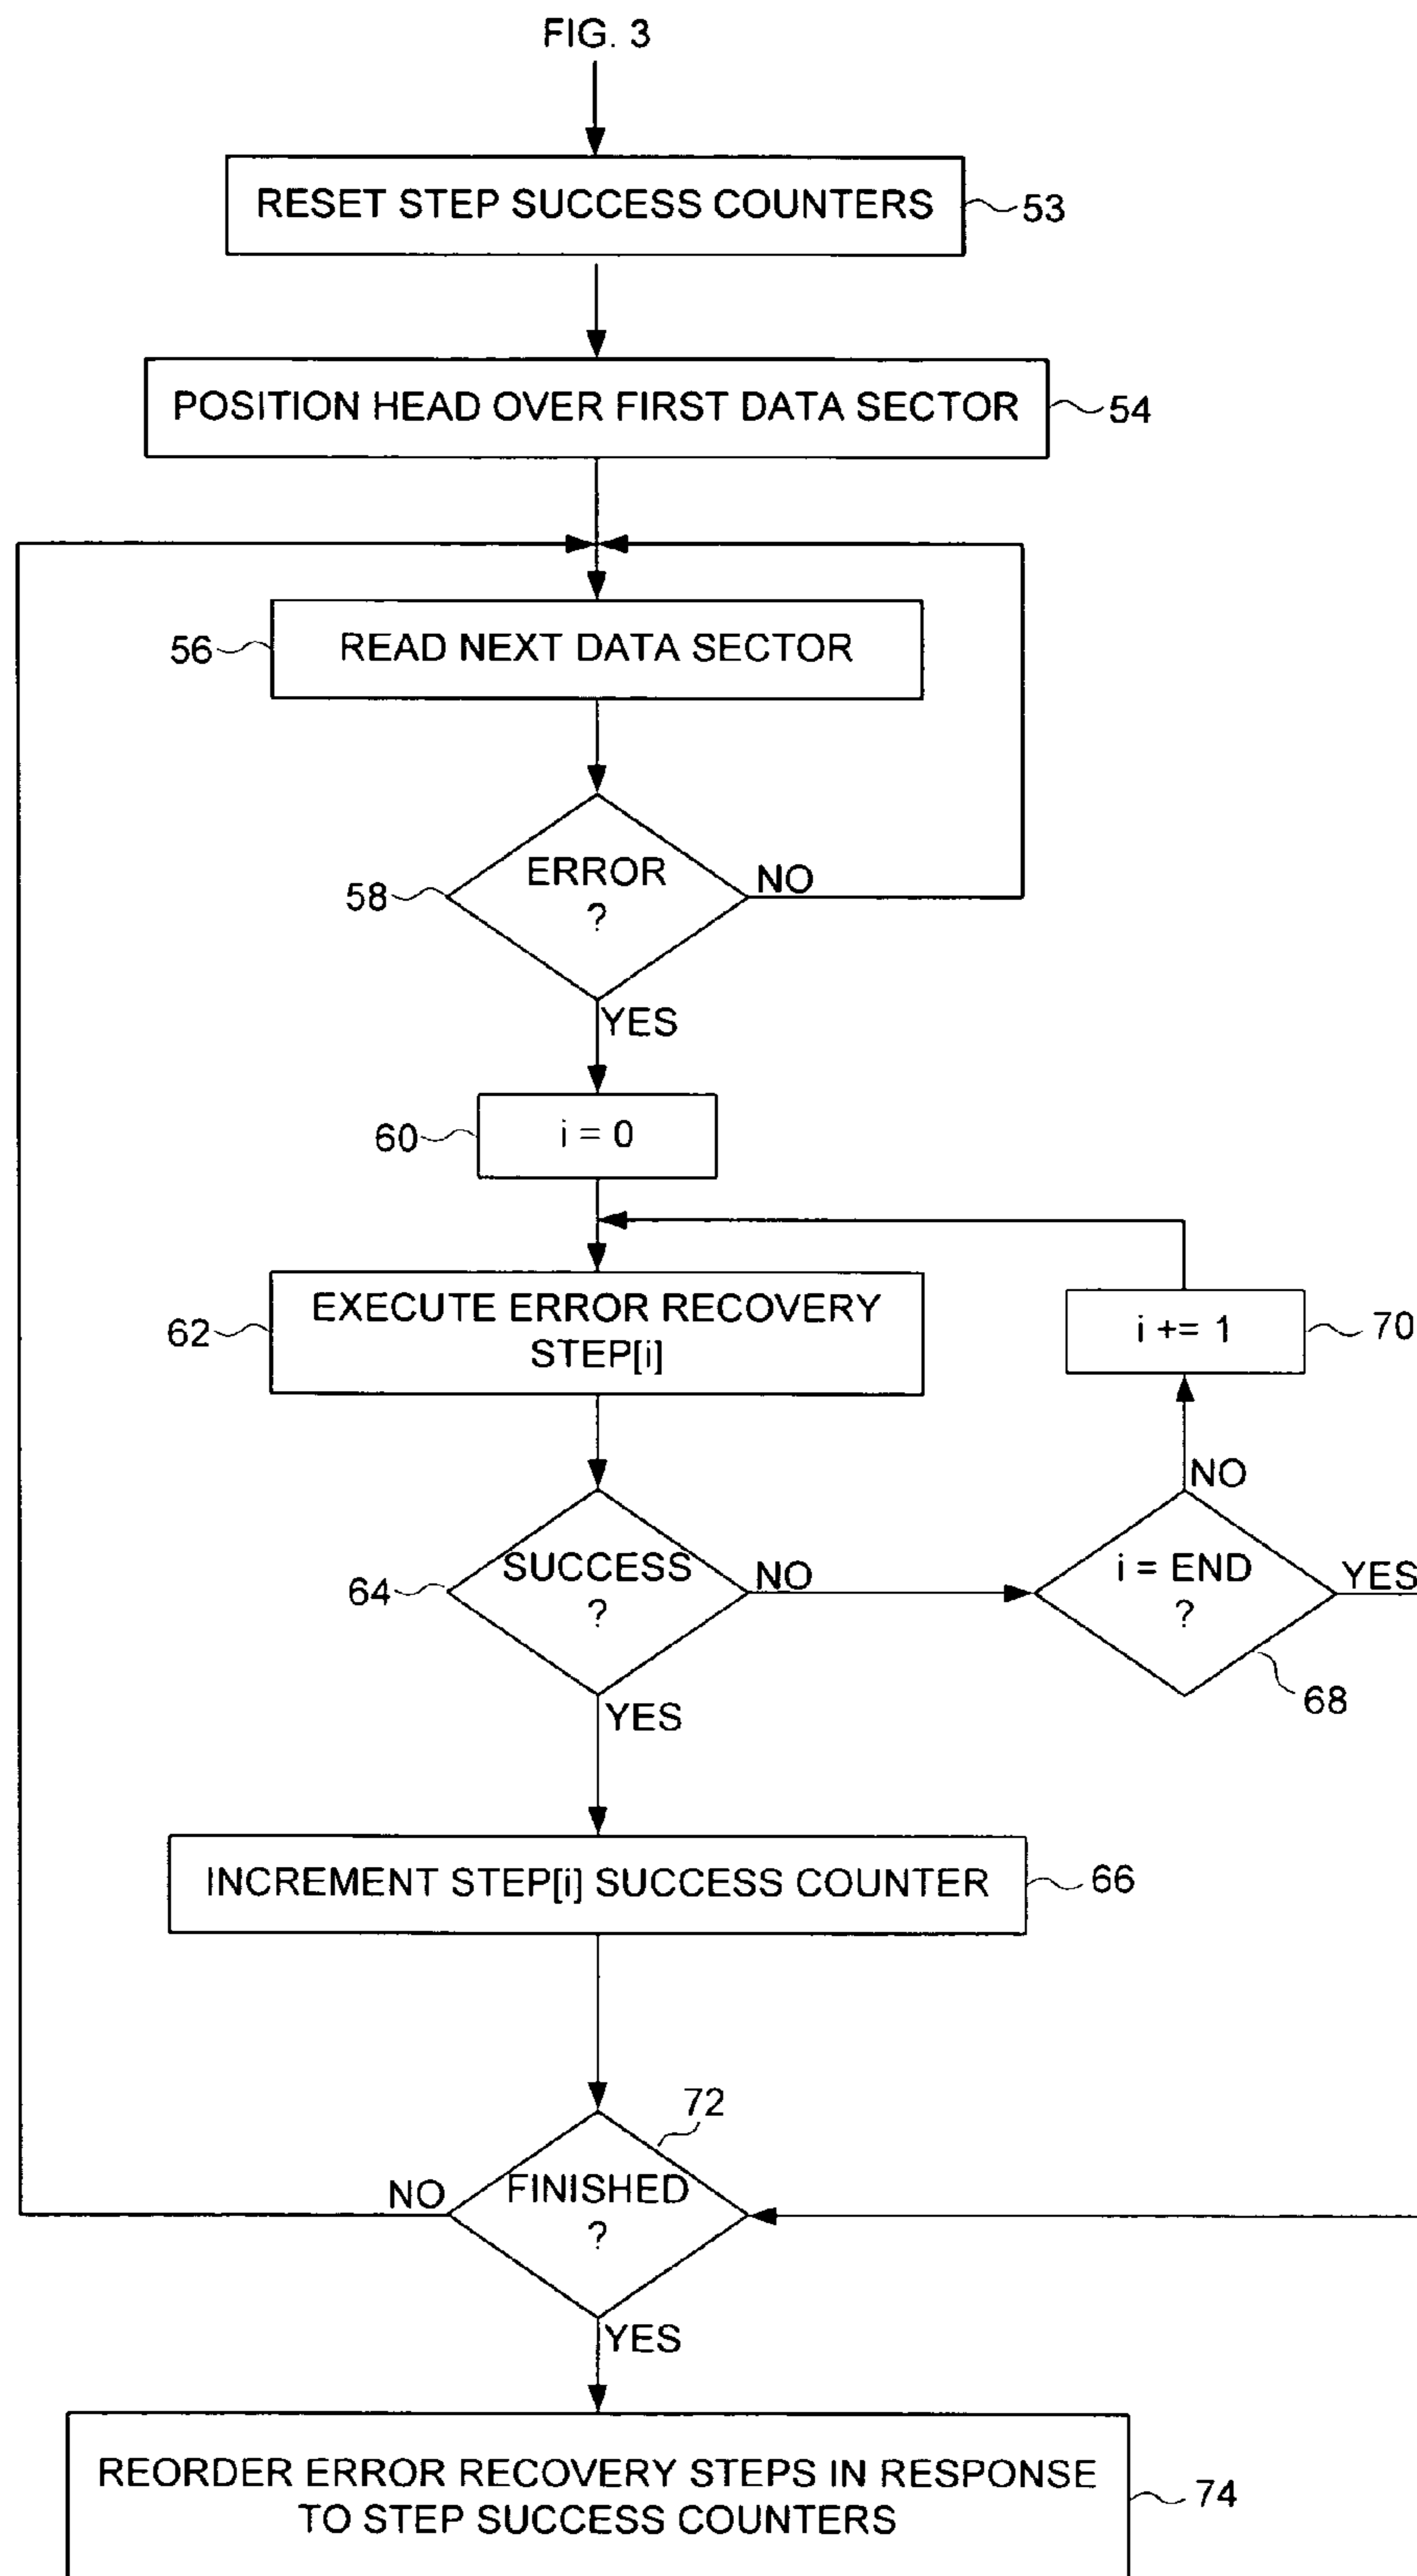 FIG. 3
RESET STEP SUCCESS COUNTERS
53
POSITION HEAD OVER FIRST DATA SECTOR
54
56
READ NEXT DATA SECTOR
58
ERROR
?
NO
YES
60
i = 0
62
EXECUTE ERROR RECOVERY
STEP[i]
i += 1
70
NO
64
SUCCESS
?
NO
i = END
?
YES
68
YES
INCREMENT STEP[i] SUCCESS COUNTER
66
72
NO
FINISHED
?
YES
REORDER ERROR RECOVERY STEPS IN RESPONSE
TO STEP SUCCESS COUNTERS
74